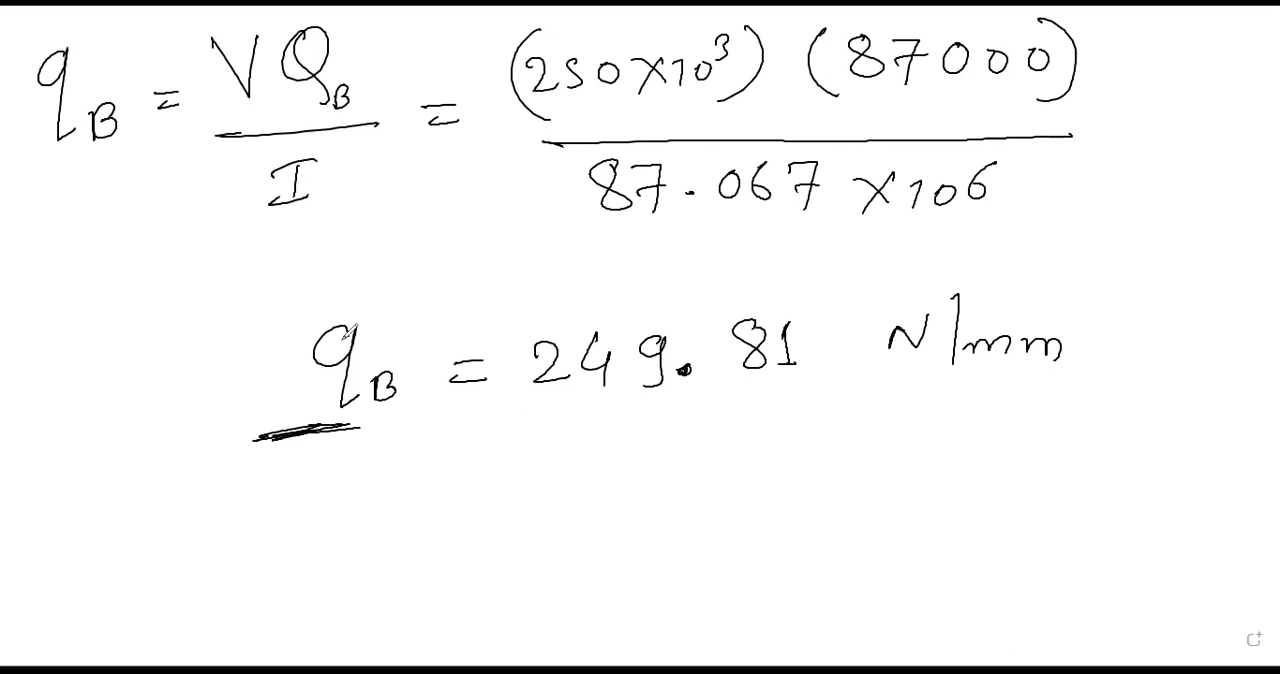 q_B = VQ_B / I = (250×10³) (87000) / 87.067 ×10⁶
q_B = 249.81 N/mm